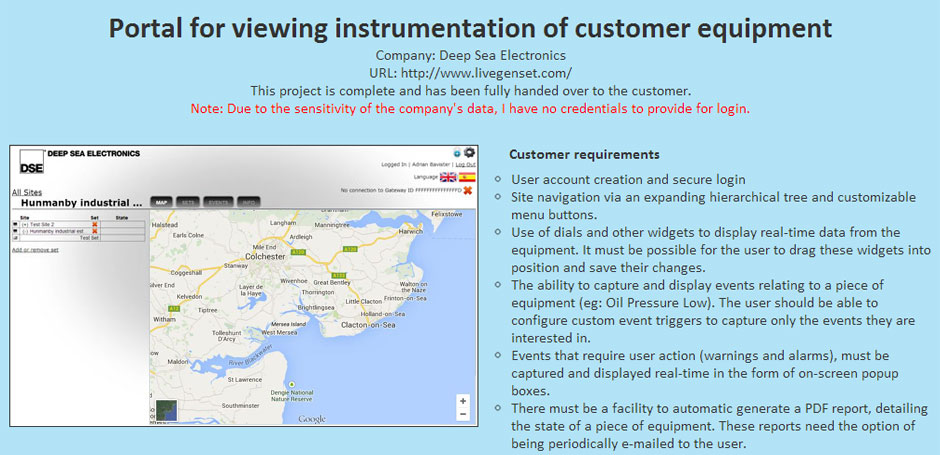 Portal for viewing instrumentation of customer equipment
Company: Deep Sea Electronics
URL: http://www.livegenset.com/
This project is complete and has been fully handed over to the customer.
Note: Due to the sensitivity of the company's data, I have no credentials to provide for login.
DSE
DEEP SEA ELECTRONICS
Logged In | Adrian Bavister | Log Out
Language
No connection to Gateway ID
All Sites
Hunmanby industrial ...
MAP
SETS
EVENTS
INFO
Site Set State
(+) Test Site 2
(-) Hunmanby industrial est
Test Set
Add or remove set
Halstead
Earls Colne
Mile End
Colchester
Ardleigh
Manningtree
Felixstowe
Harwich
A120
A120
A133
A12
Coggeshall
Stanway
Langham
Great Bentley
Wivenhoe
Walton-on
the Naze
Silver End
Layer de
la Haye
Thorrington
Kelvedon
Frinton-on-Sea
Little Clacton
Brightlingsea
Witham
Tiptree
Holland-on-Sea
Clacton-on-Sea
Mersea Island
West Mersea
Tolleshunt
D'Arcy
River Blackwater
Maldon
St Lawrence
Dengie National
Nature Reserve
Southminster
Google
+
−
Customer requirements
User account creation and secure login
Site navigation via an expanding hierarchical tree and customizable
menu buttons.
Use of dials and other widgets to display real-time data from the
equipment. It must be possible for the user to drag these widgets into
position and save their changes.
The ability to capture and display events relating to a piece of
equipment (eg: Oil Pressure Low). The user should be able to
configure custom event triggers to capture only the events they are
interested in.
Events that require user action (warnings and alarms), must be
captured and displayed real-time in the form of on-screen popup
boxes.
There must be a facility to automatic generate a PDF report, detailing
the state of a piece of equipment. These reports need the option of
being periodically e-mailed to the user.